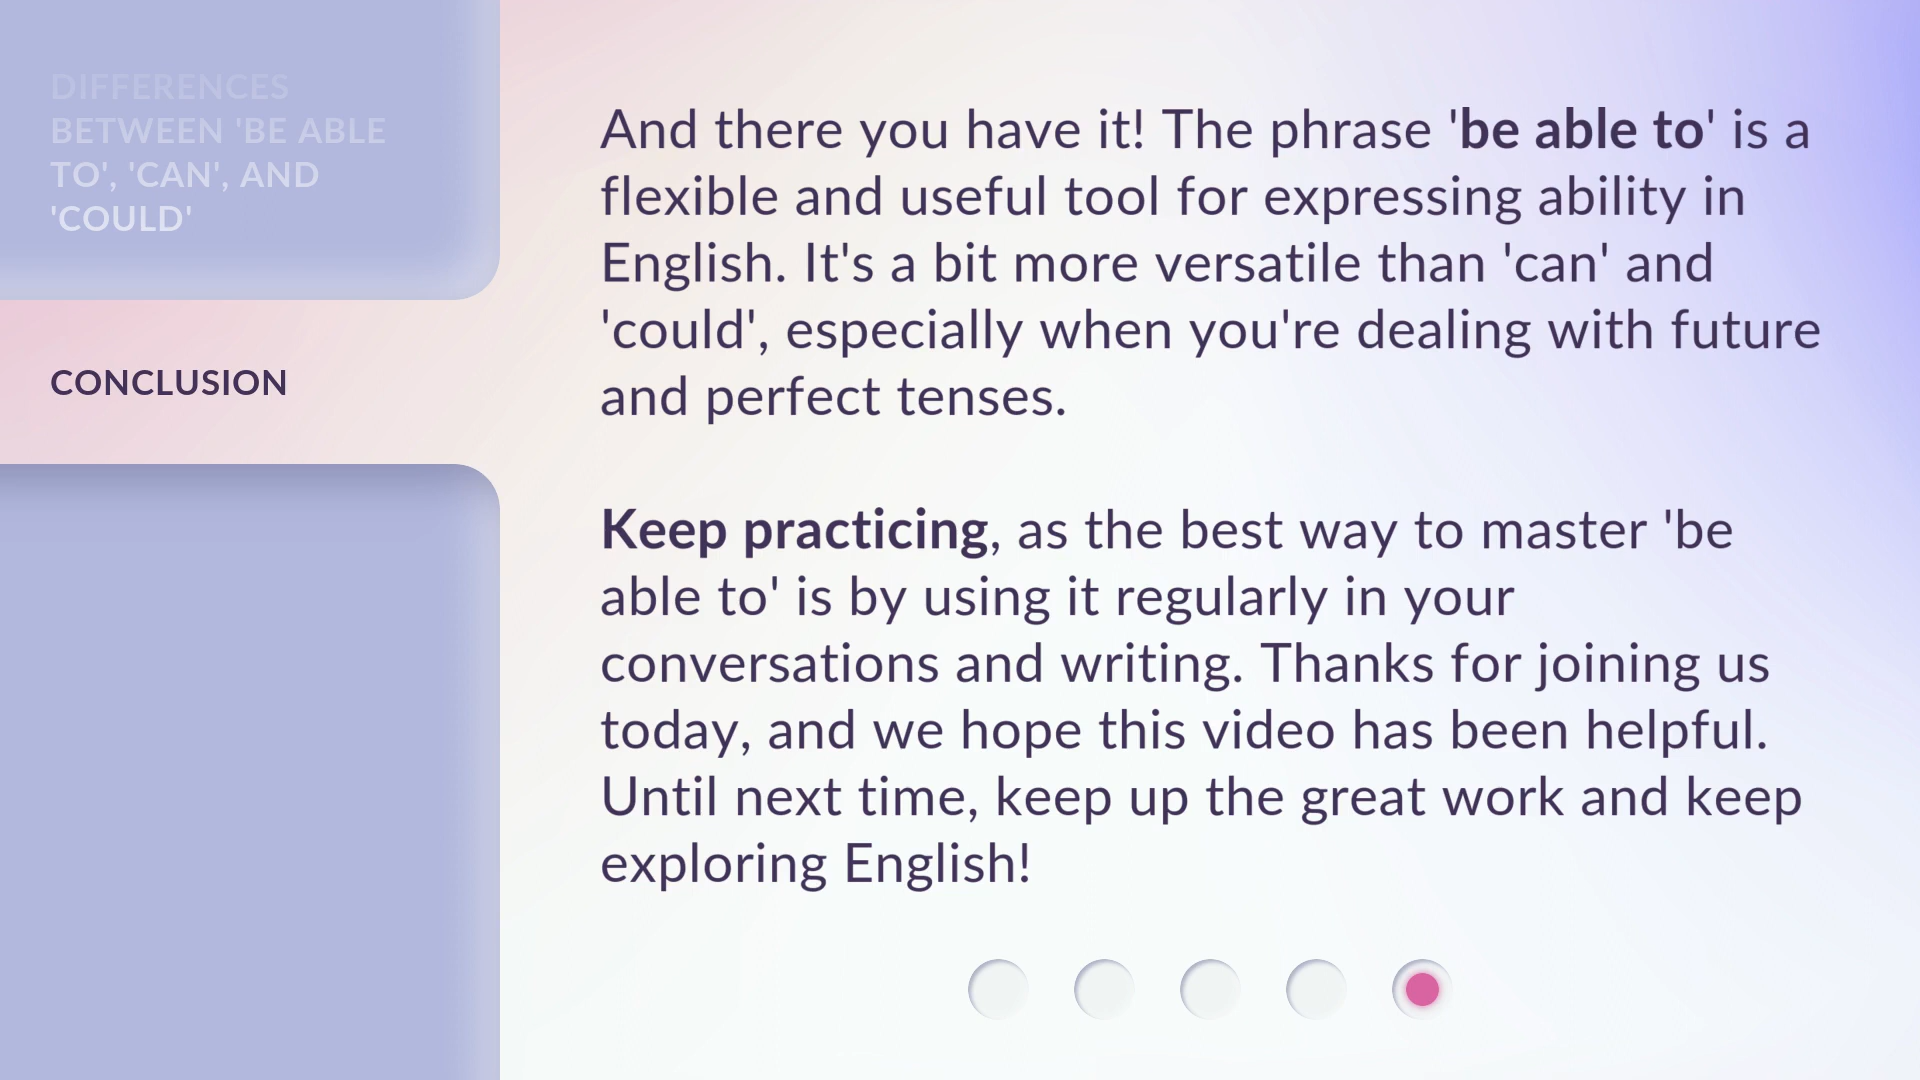 DIFFERENCES
BETWEEN 'BE ABLE
TO', 'CAN', AND
'COULD'
CONCLUSION
And there you have it! The phrase 'be able to' is a
flexible and useful tool for expressing ability in
English. It's a bit more versatile than 'can' and
'could', especially when you're dealing with future
and perfect tenses.
Keep practicing, as the best way to master 'be
able to' is by using it regularly in your
conversations and writing. Thanks for joining us
today, and we hope this video has been helpful.
Until next time, keep up the great work and keep
exploring English!